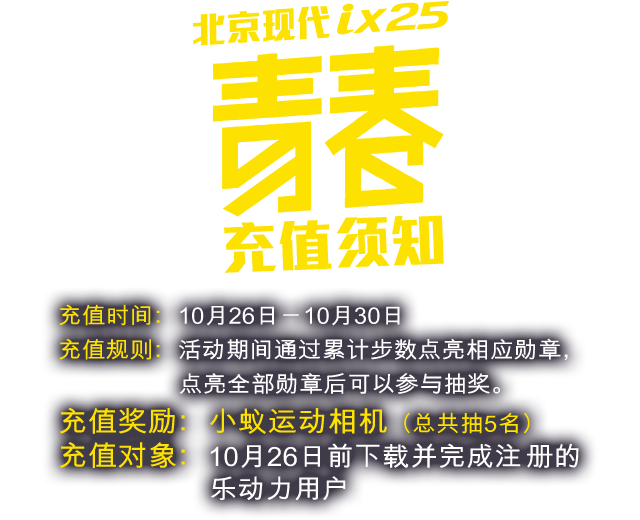 北京现代ix25
青春
充值须知
充值时间：10月26日－10月30日
充值规则：活动期间通过累计步数点亮相应勋章，
点亮全部勋章后可以参与抽奖。
充值奖励：小蚁运动相机（总共抽5名）
充值对象：10月26日前下载并完成注册的
乐动力用户